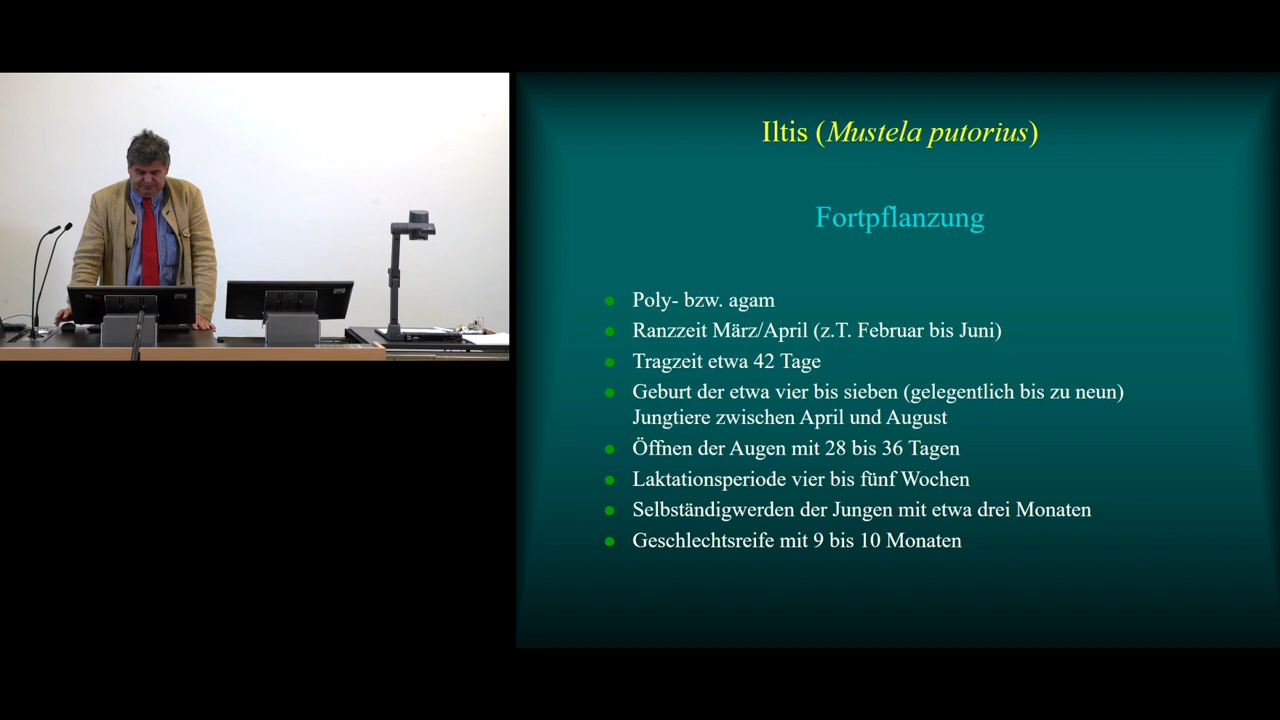 Iltis (Mustela putorius)
Fortpflanzung
Poly- bzw. agam
Ranzzeit März/April (z.T. Februar bis Juni)
Tragzeit etwa 42 Tage
Geburt der etwa vier bis sieben (gelegentlich bis zu neun)
Jungtiere zwischen April und August
Öffnen der Augen mit 28 bis 36 Tagen
Laktationsperiode vier bis fünf Wochen
Selbständigwerden der Jungen mit etwa drei Monaten
Geschlechtsreife mit 9 bis 10 Monaten